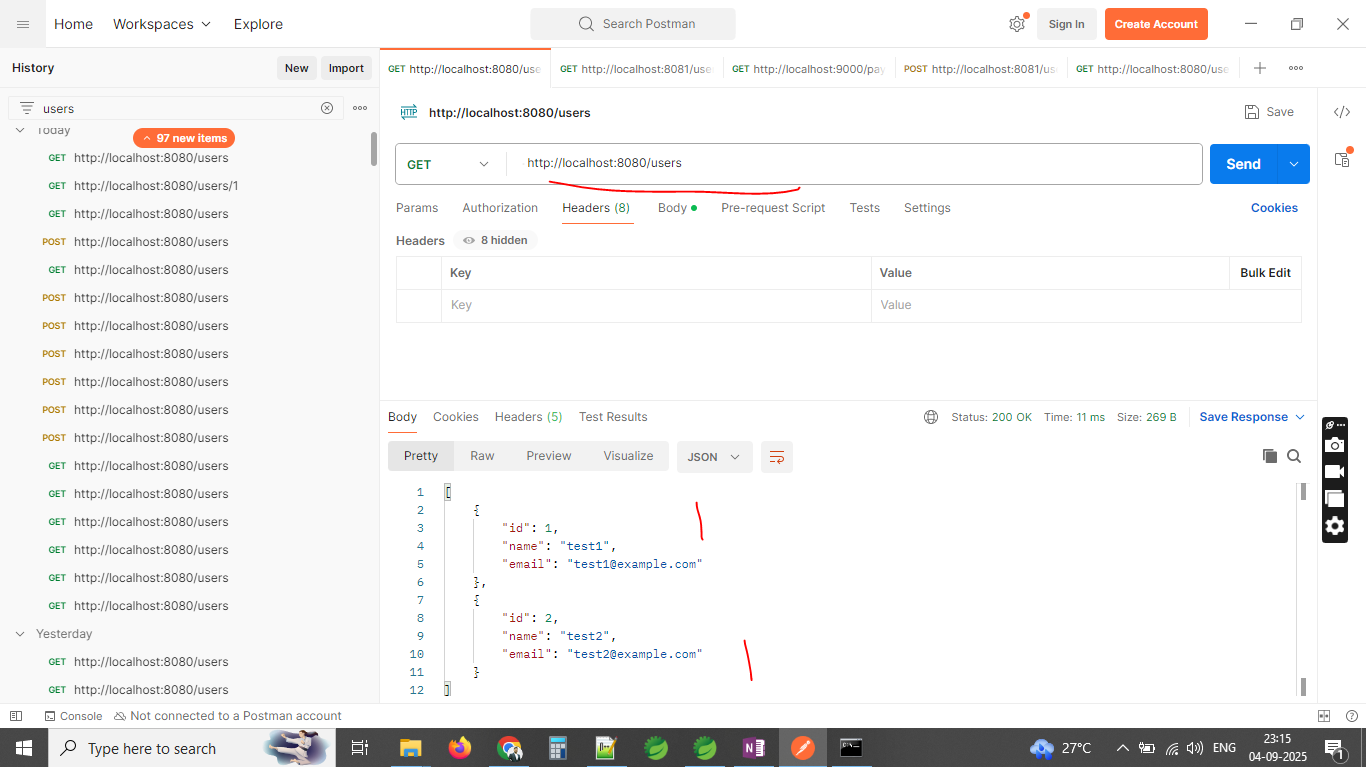 Home Workspaces Explore Search Postman Sign In Create Account
History New Import
GET http://localhost:8080/use GET http://localhost:8081/use GET http://localhost:9000/pay POST http://localhost:8081/us GET http://localhost:8080/use
users
HTTP http://localhost:8080/users Save
Today
97 new items
GET http://localhost:8080/users
GET http://localhost:8080/users/1
GET http://localhost:8080/users
POST http://localhost:8080/users
GET http://localhost:8080/users
POST http://localhost:8080/users
POST http://localhost:8080/users
POST http://localhost:8080/users
POST http://localhost:8080/users
POST http://localhost:8080/users
POST http://localhost:8080/users
GET http://localhost:8080/users
GET http://localhost:8080/users
GET http://localhost:8080/users
GET http://localhost:8080/users
GET http://localhost:8080/users
GET http://localhost:8080/users
Yesterday
GET http://localhost:8080/users
GET http://localhost:8080/users
GET http://localhost:8080/users Send
Params Authorization Headers (8) Body Pre-request Script Tests Settings Cookies
Headers 8 hidden
Key Value Bulk Edit
Key Value
Body Cookies Headers (5) Test Results Status: 200 OK Time: 11 ms Size: 269 B Save Response
Pretty Raw Preview Visualize JSON
1 [
2 {
3 "id": 1,
4 "name": "test1",
5 "email": "test1@example.com"
6 },
7 {
8 "id": 2,
9 "name": "test2",
10 "email": "test2@example.com"
11 }
12 ]
Console Not connected to a Postman account
Type here to search 27°C ENG 23:15
04-09-2025 1